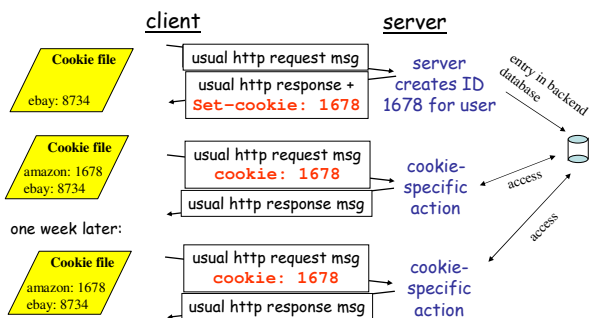 client
server
Cookie file
ebay: 8734
usual http request msg
usual http response +
Set-cookie: 1678
server
creates ID
1678 for user
entry in backend
database
Cookie file
amazon: 1678
ebay: 8734
usual http request msg
cookie: 1678
usual http response msg
cookie-
specific
action
access
one week later:
Cookie file
amazon: 1678
ebay: 8734
usual http request msg
cookie: 1678
usual http response msg
cookie-
specific
action
access